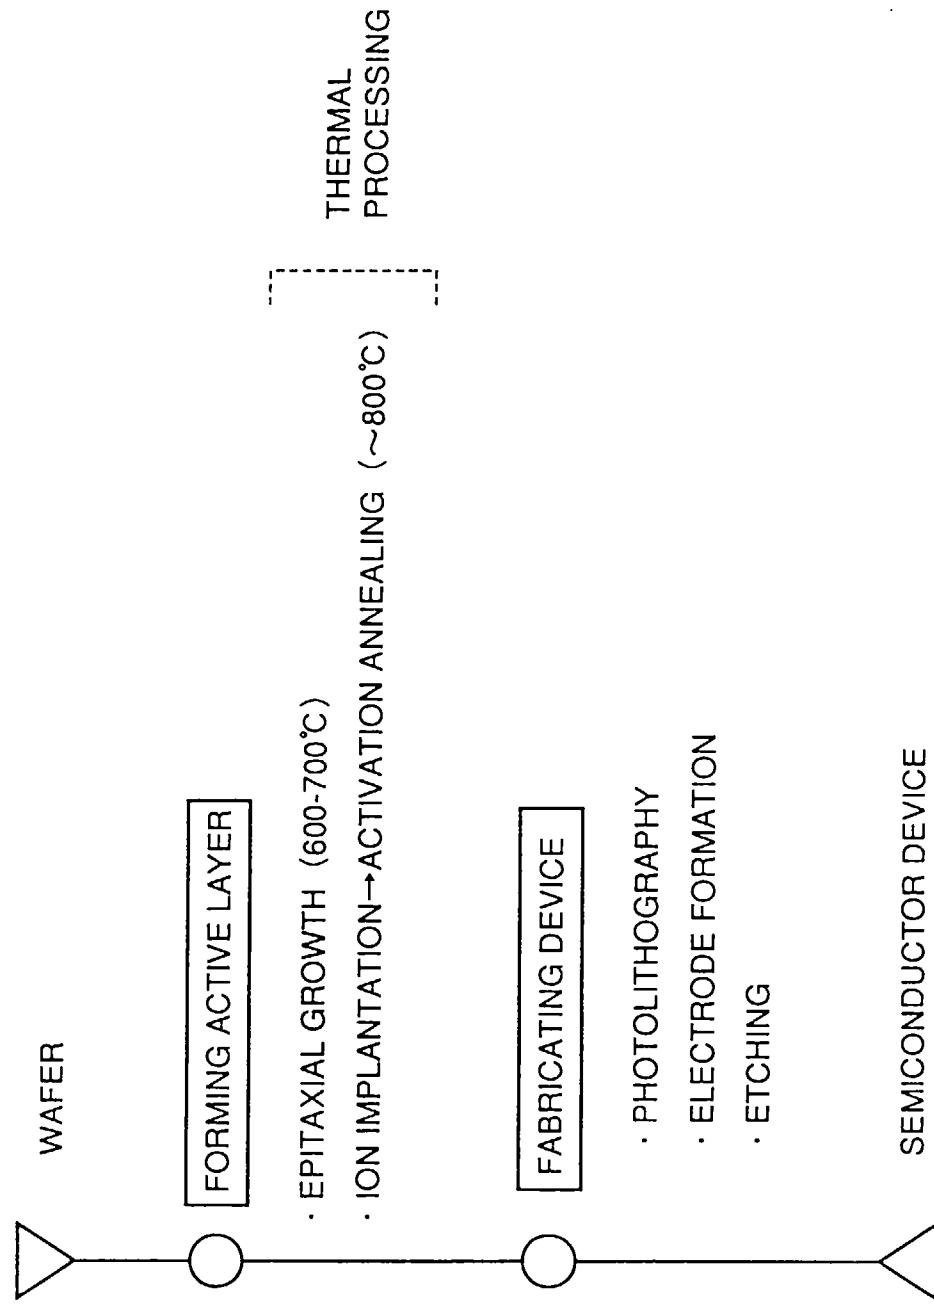 WAFER
FORMING ACTIVE LAYER
· EPITAXIAL GROWTH (600-700℃)
· ION IMPLANTATION→ACTIVATION ANNEALING (~800℃)
THERMAL
PROCESSING
FABRICATING DEVICE
· PHOTOLITHOGRAPHY
· ELECTRODE FORMATION
· ETCHING
SEMICONDUCTOR DEVICE